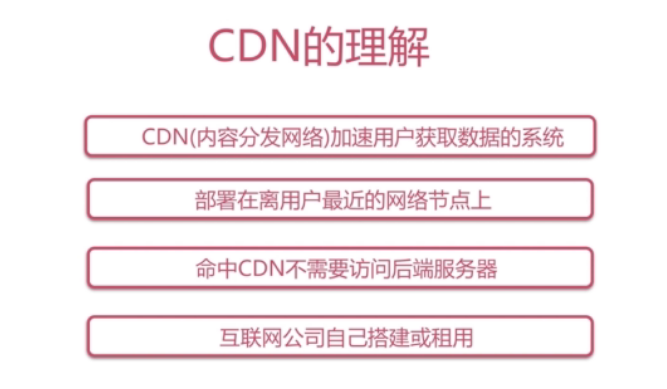 CDN的理解
CDN(内容分发网络)加速用户获取数据的系统
部署在离用户最近的网络节点上
命中CDN不需要访问后端服务器
互联网公司自己搭建或租用